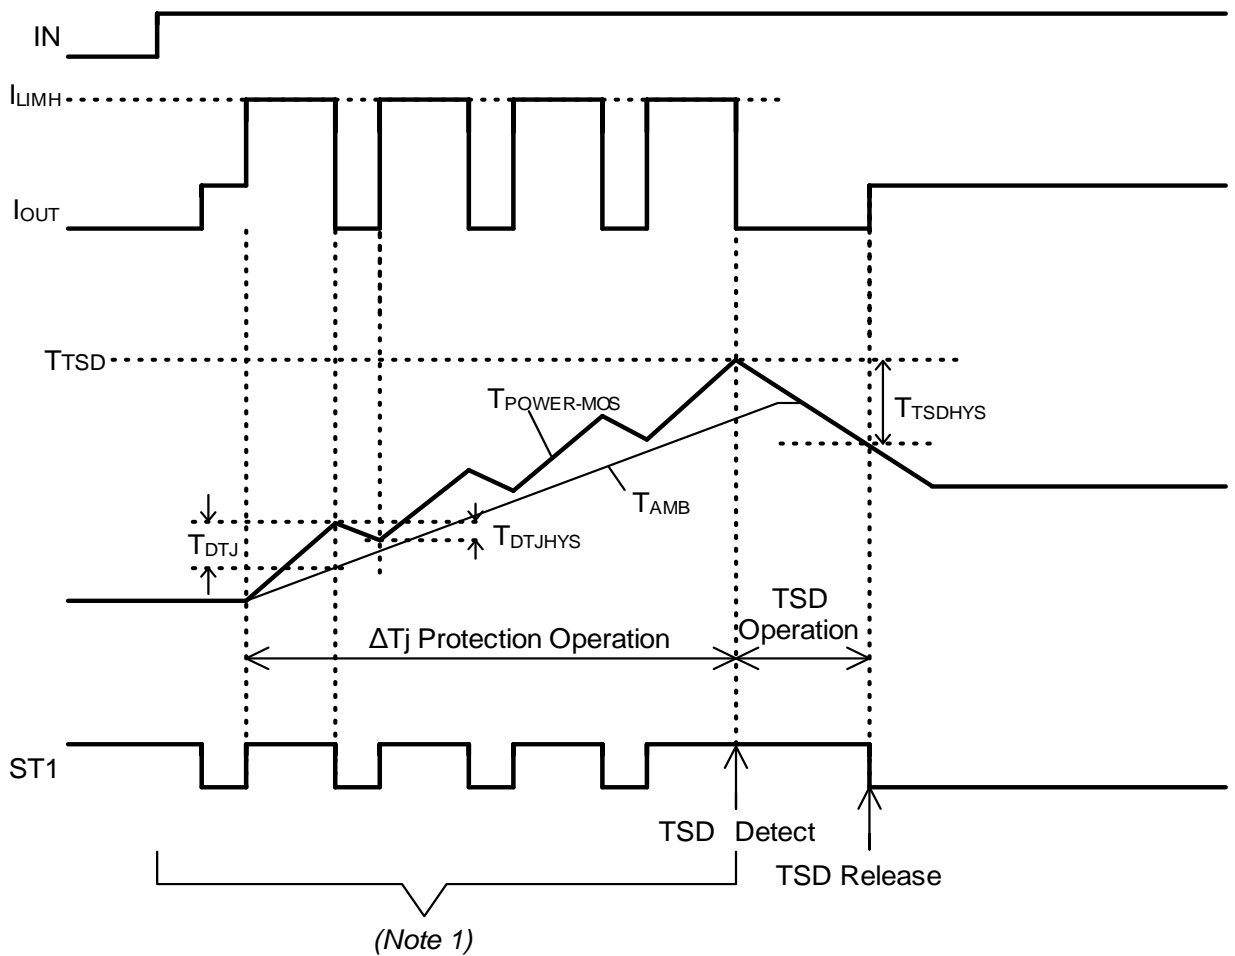 IN
ILIMH
IOUT
TTSD
TPOWER-MOS
TTSDHYS
TAMB
TDTJ
TDTJHYS
TSD
Operation
ΔTj Protection Operation
ST1
TSD Detect
TSD Release
(Note 1)